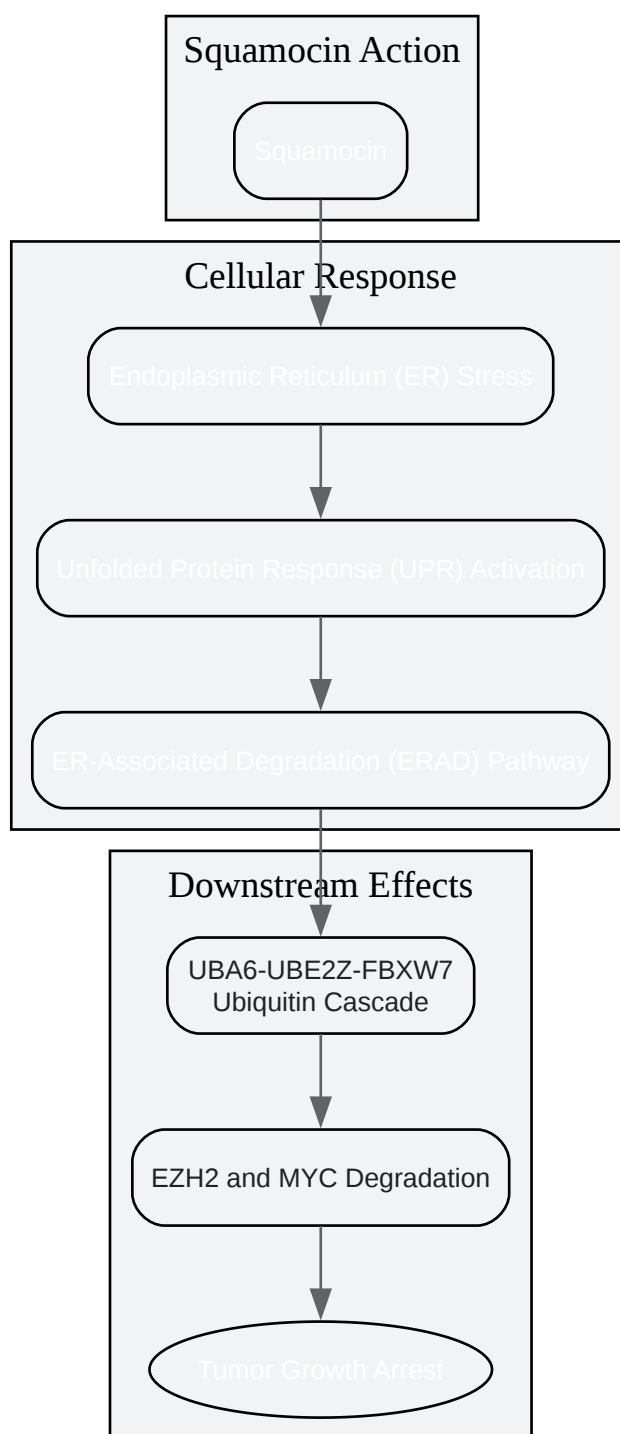 Squamocin Action
Squamocin
Cellular Response
Endoplasmic Reticulum (ER) Stress
Unfolded Protein Response (UPR) Activation
ER-Associated Degradation (ERAD) Pathway
Downstream Effects
UBA6-UBE2Z-FBXW7
Ubiquitin Cascade
EZH2 and MYC Degradation
Tumor Growth Arrest